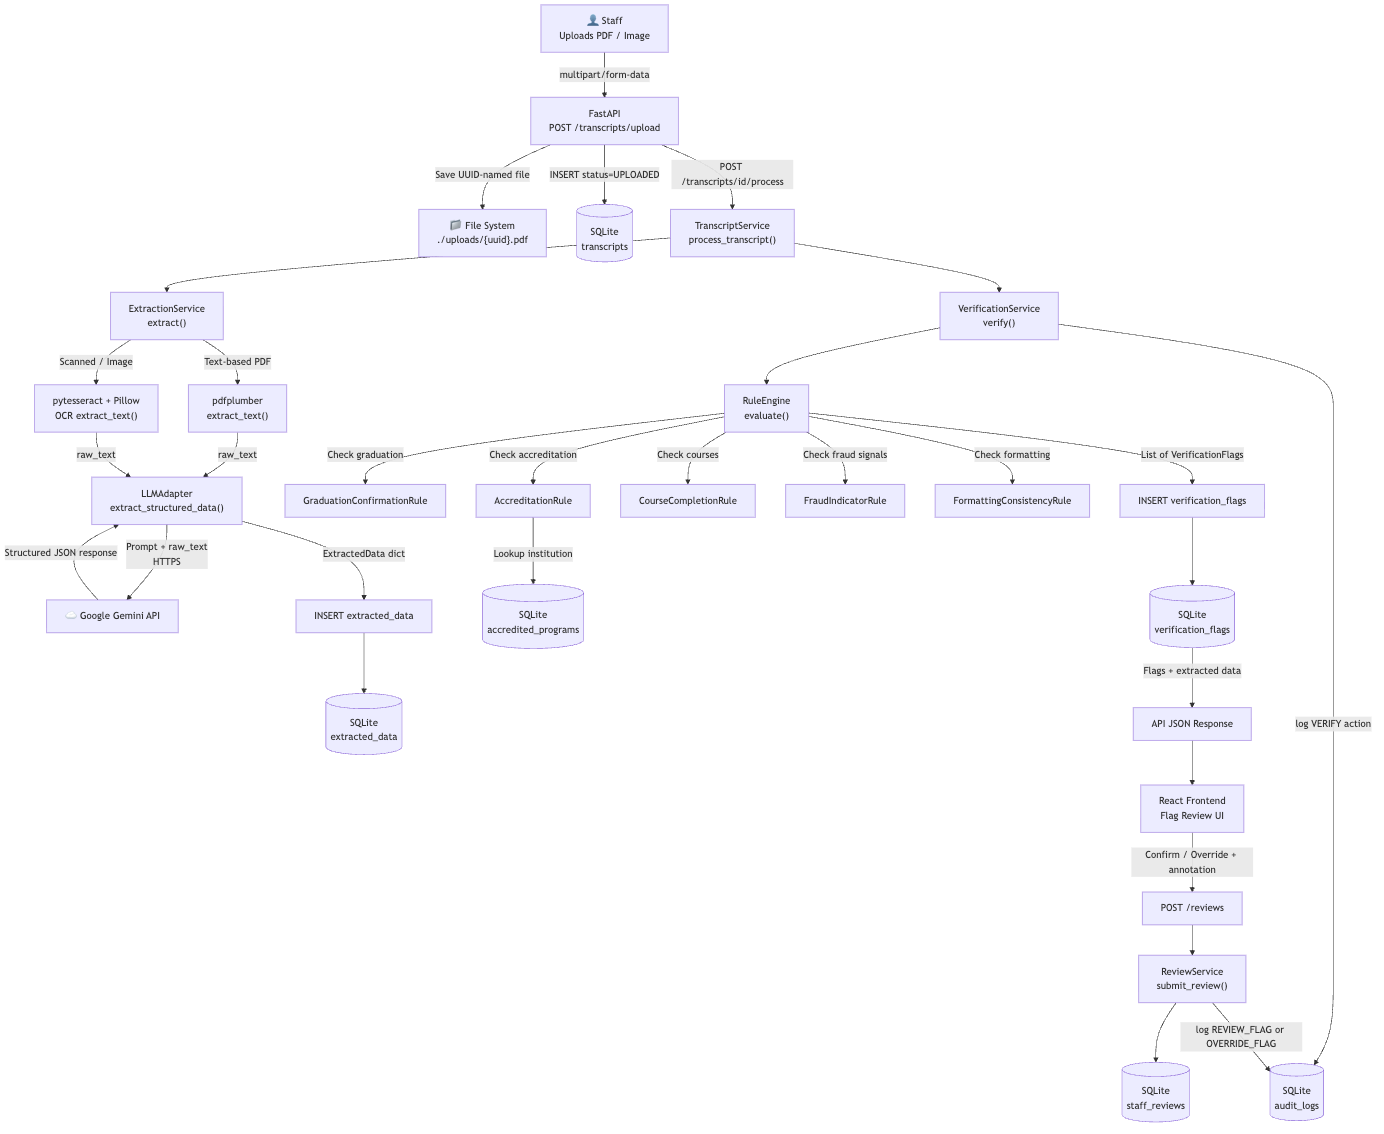 👤 Staff
Uploads PDF / Image
multipart/form-data
FastAPI
POST /transcripts/upload
Save UUID-named file
INSERT status=UPLOADED
POST
/transcripts/id/process
📁 File System
./uploads/{uuid}.pdf
SQLite
transcripts
TranscriptService
process_transcript()
ExtractionService
extract()
VerificationService
verify()
Scanned / Image
Text-based PDF
pytesseract + Pillow
OCR extract_text()
pdfplumber
extract_text()
RuleEngine
evaluate()
raw_text
raw_text
Check graduation
Check accreditation
Check courses
Check fraud signals
Check formatting
List of VerificationFlags
LLMAdapter
extract_structured_data()
GraduationConfirmationRule
AccreditationRule
CourseCompletionRule
FraudIndicatorRule
FormattingConsistencyRule
INSERT verification_flags
Structured JSON response
Prompt + raw_text
HTTPS
ExtractedData dict
Lookup institution
☁️ Google Gemini API
INSERT extracted_data
SQLite
accredited_programs
SQLite
verification_flags
Flags + extracted data
SQLite
extracted_data
API JSON Response
log VERIFY action
React Frontend
Flag Review UI
Confirm / Override +
annotation
POST /reviews
ReviewService
submit_review()
log REVIEW_FLAG or
OVERRIDE_FLAG
SQLite
staff_reviews
SQLite
audit_logs